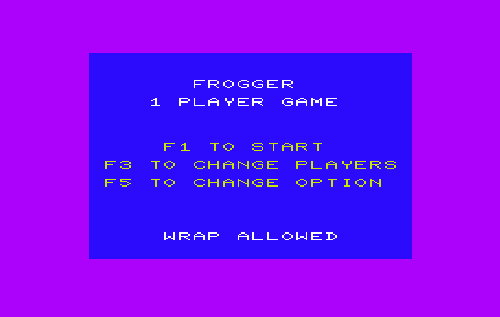 FROGGER
1 PLAYER GAME
F1 TO START
F3 TO CHANGE PLAYERS
F5 TO CHANGE OPTION
WRAP ALLOWED